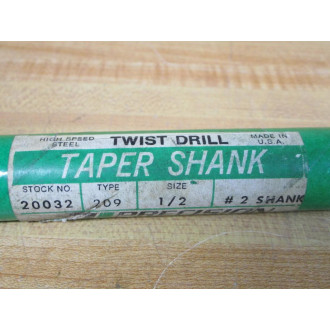 HIGH SPEED STEEL
TWIST DRILL
MADE IN U.S.A.
TAPER SHANK
STOCK NO. TYPE SIZE
20032 209 1/2 # 2 SHANK
PRECISION